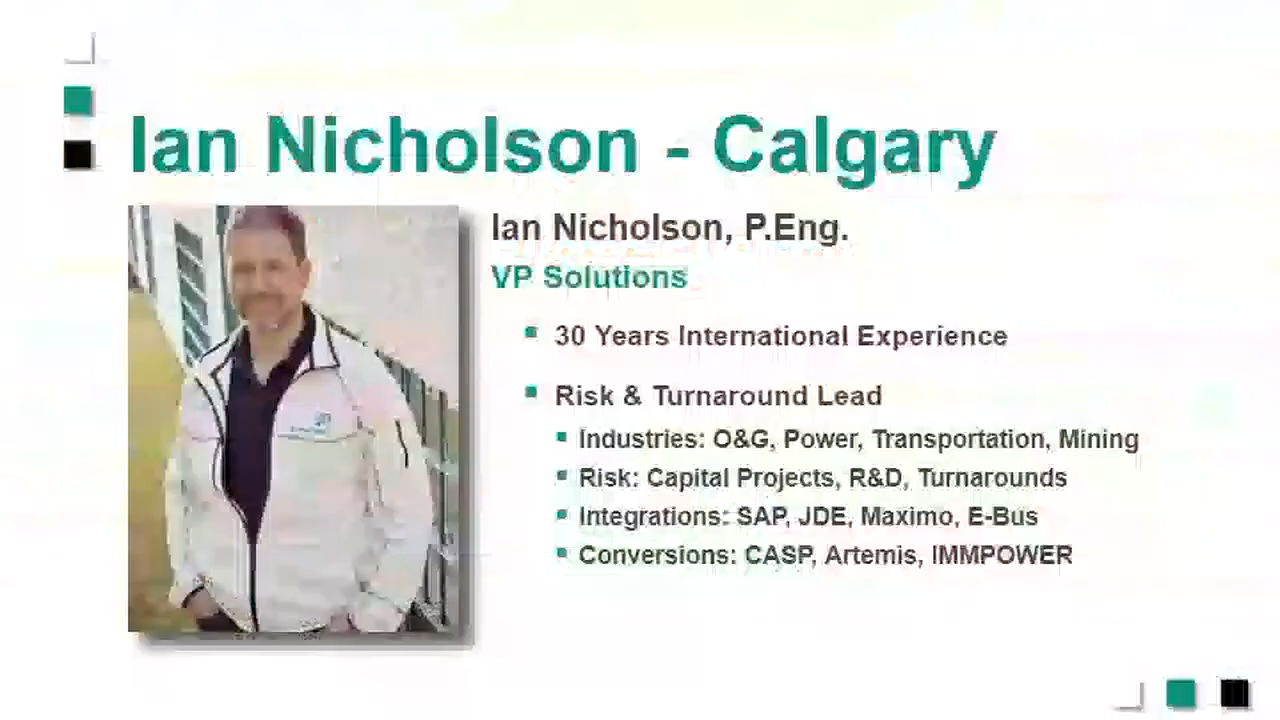 Ian Nicholson - Calgary
Ian Nicholson, P.Eng.
VP Solutions
30 Years International Experience
Risk & Turnaround Lead
Industries: O&G, Power, Transportation, Mining
Risk: Capital Projects, R&D, Turnarounds
Integrations: SAP, JDE, Maximo, E-Bus
Conversions: CASP, Artemis, IMMPOWER